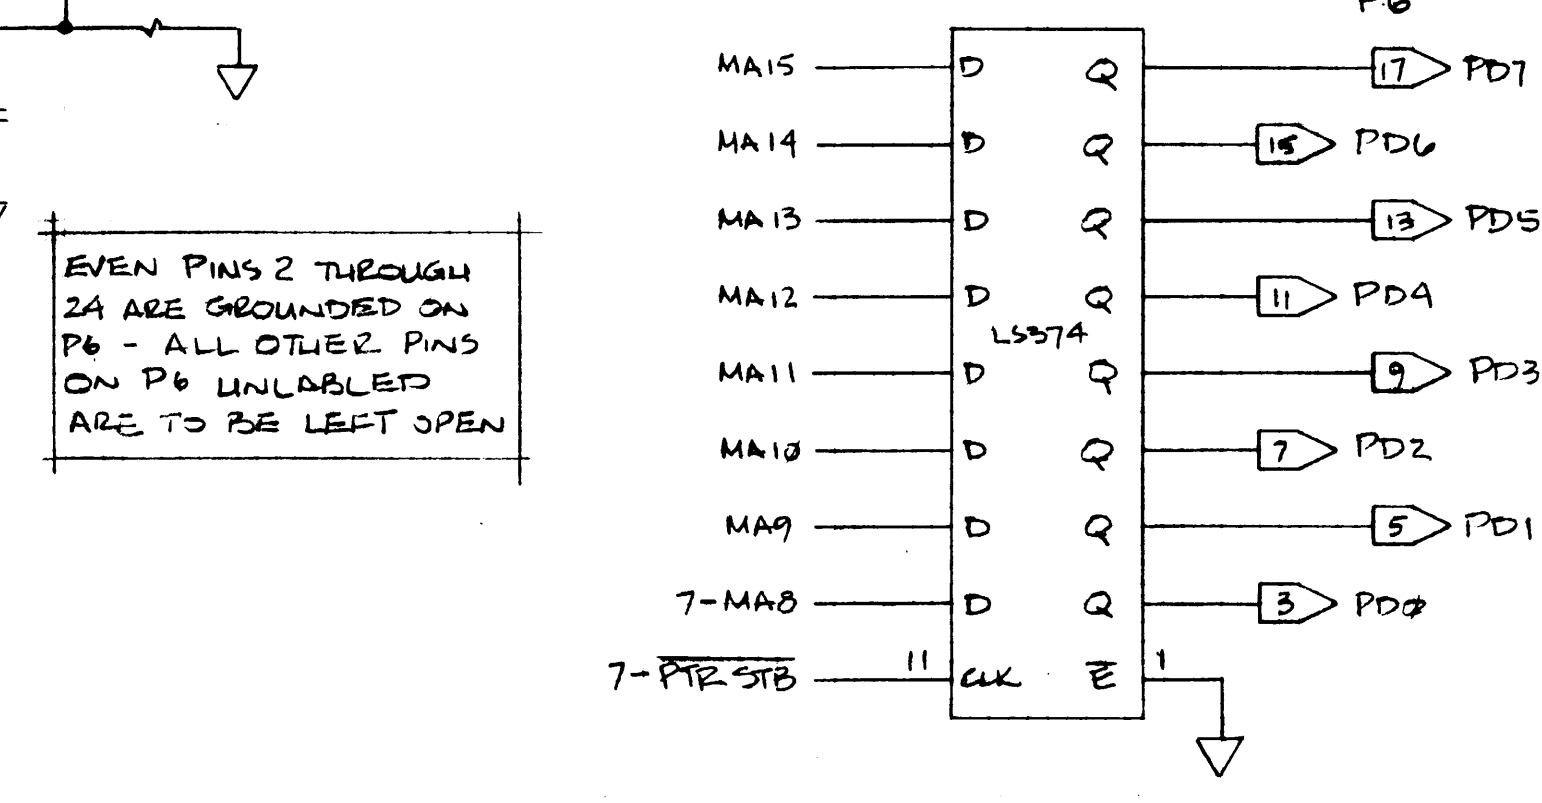 P6
MA15 D Q 17 PD7
MA14 D Q 15 PD6
MA13 D Q 13 PD5
MA12 D Q 11 PD4
LS374
MA11 D Q 9 PD3
MA10 D Q 7 PD2
MA9 D Q 5 PD1
7-MA8 D Q 3 PD0
7-PTR STB 11 CLK E 1
EVEN PINS 2 THROUGH
24 ARE GROUNDED ON
P6 - ALL OTHER PINS
ON P6 UNLABLED
ARE TO BE LEFT OPEN